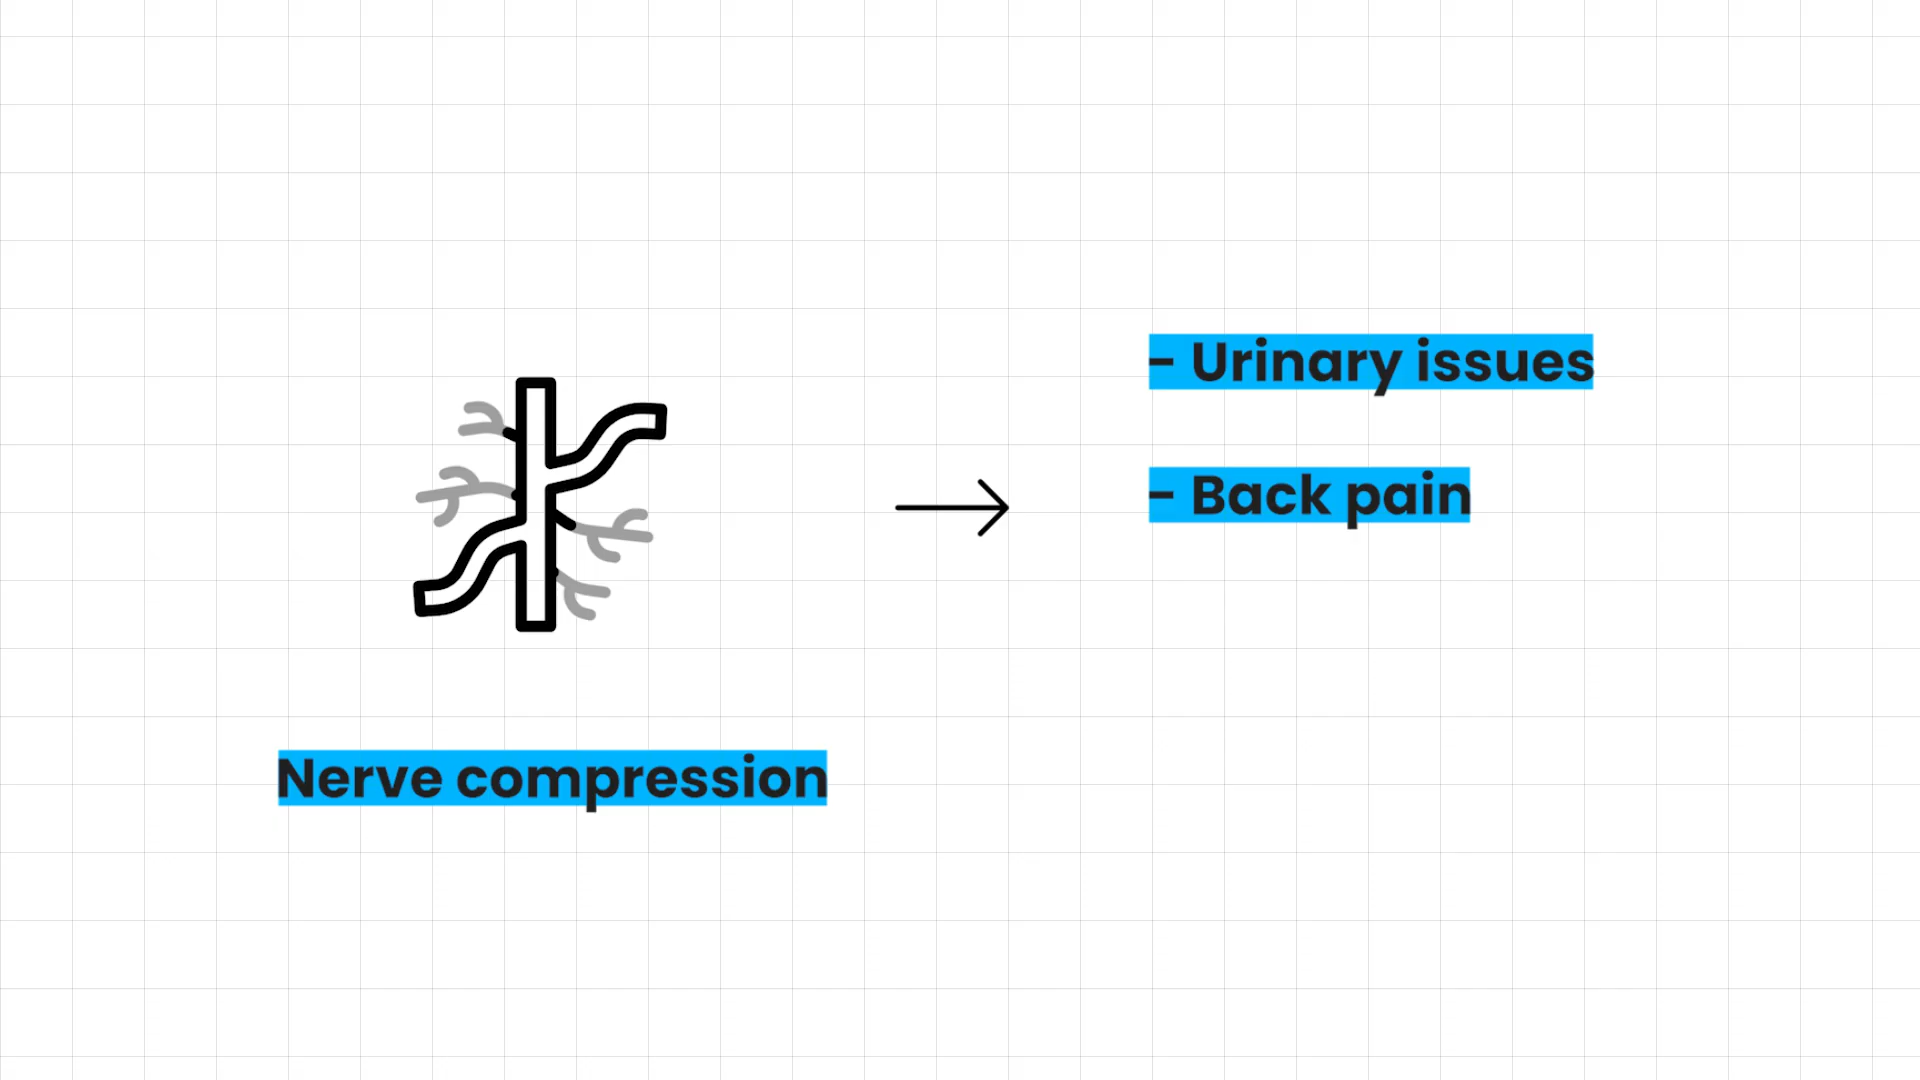 - Urinary issues
- Back pain
Nerve compression